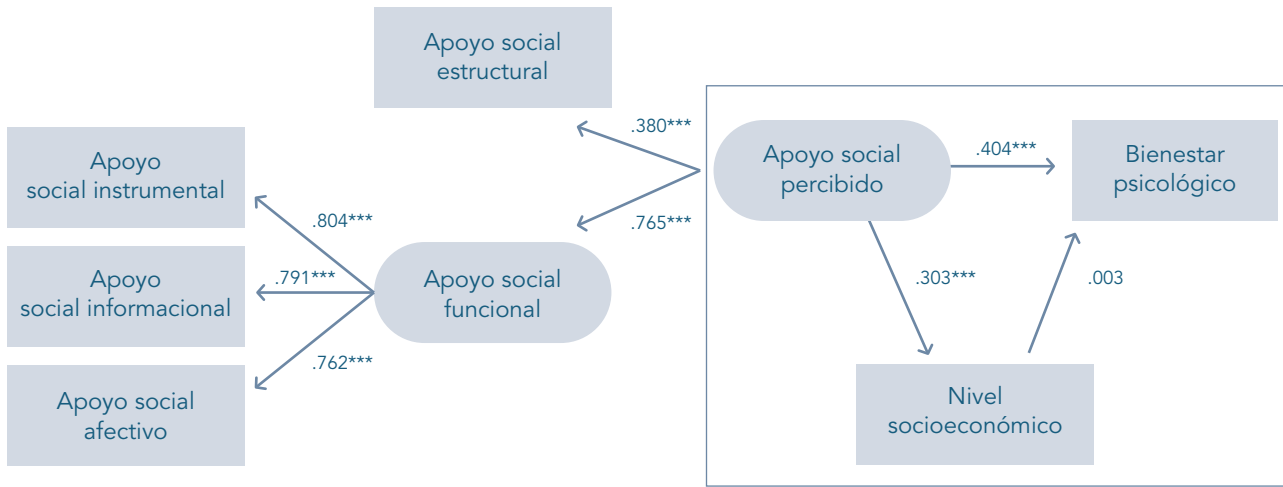 Apoyo social
estructural
.380***
Apoyo social
percibido
.404***
Bienestar
psicológico
Apoyo
social instrumental
.804***
.765***
Apoyo
social informacional
.791***
Apoyo social
funcional
.303***
.003
.762***
Apoyo social
afectivo
Nivel
socioeconómico